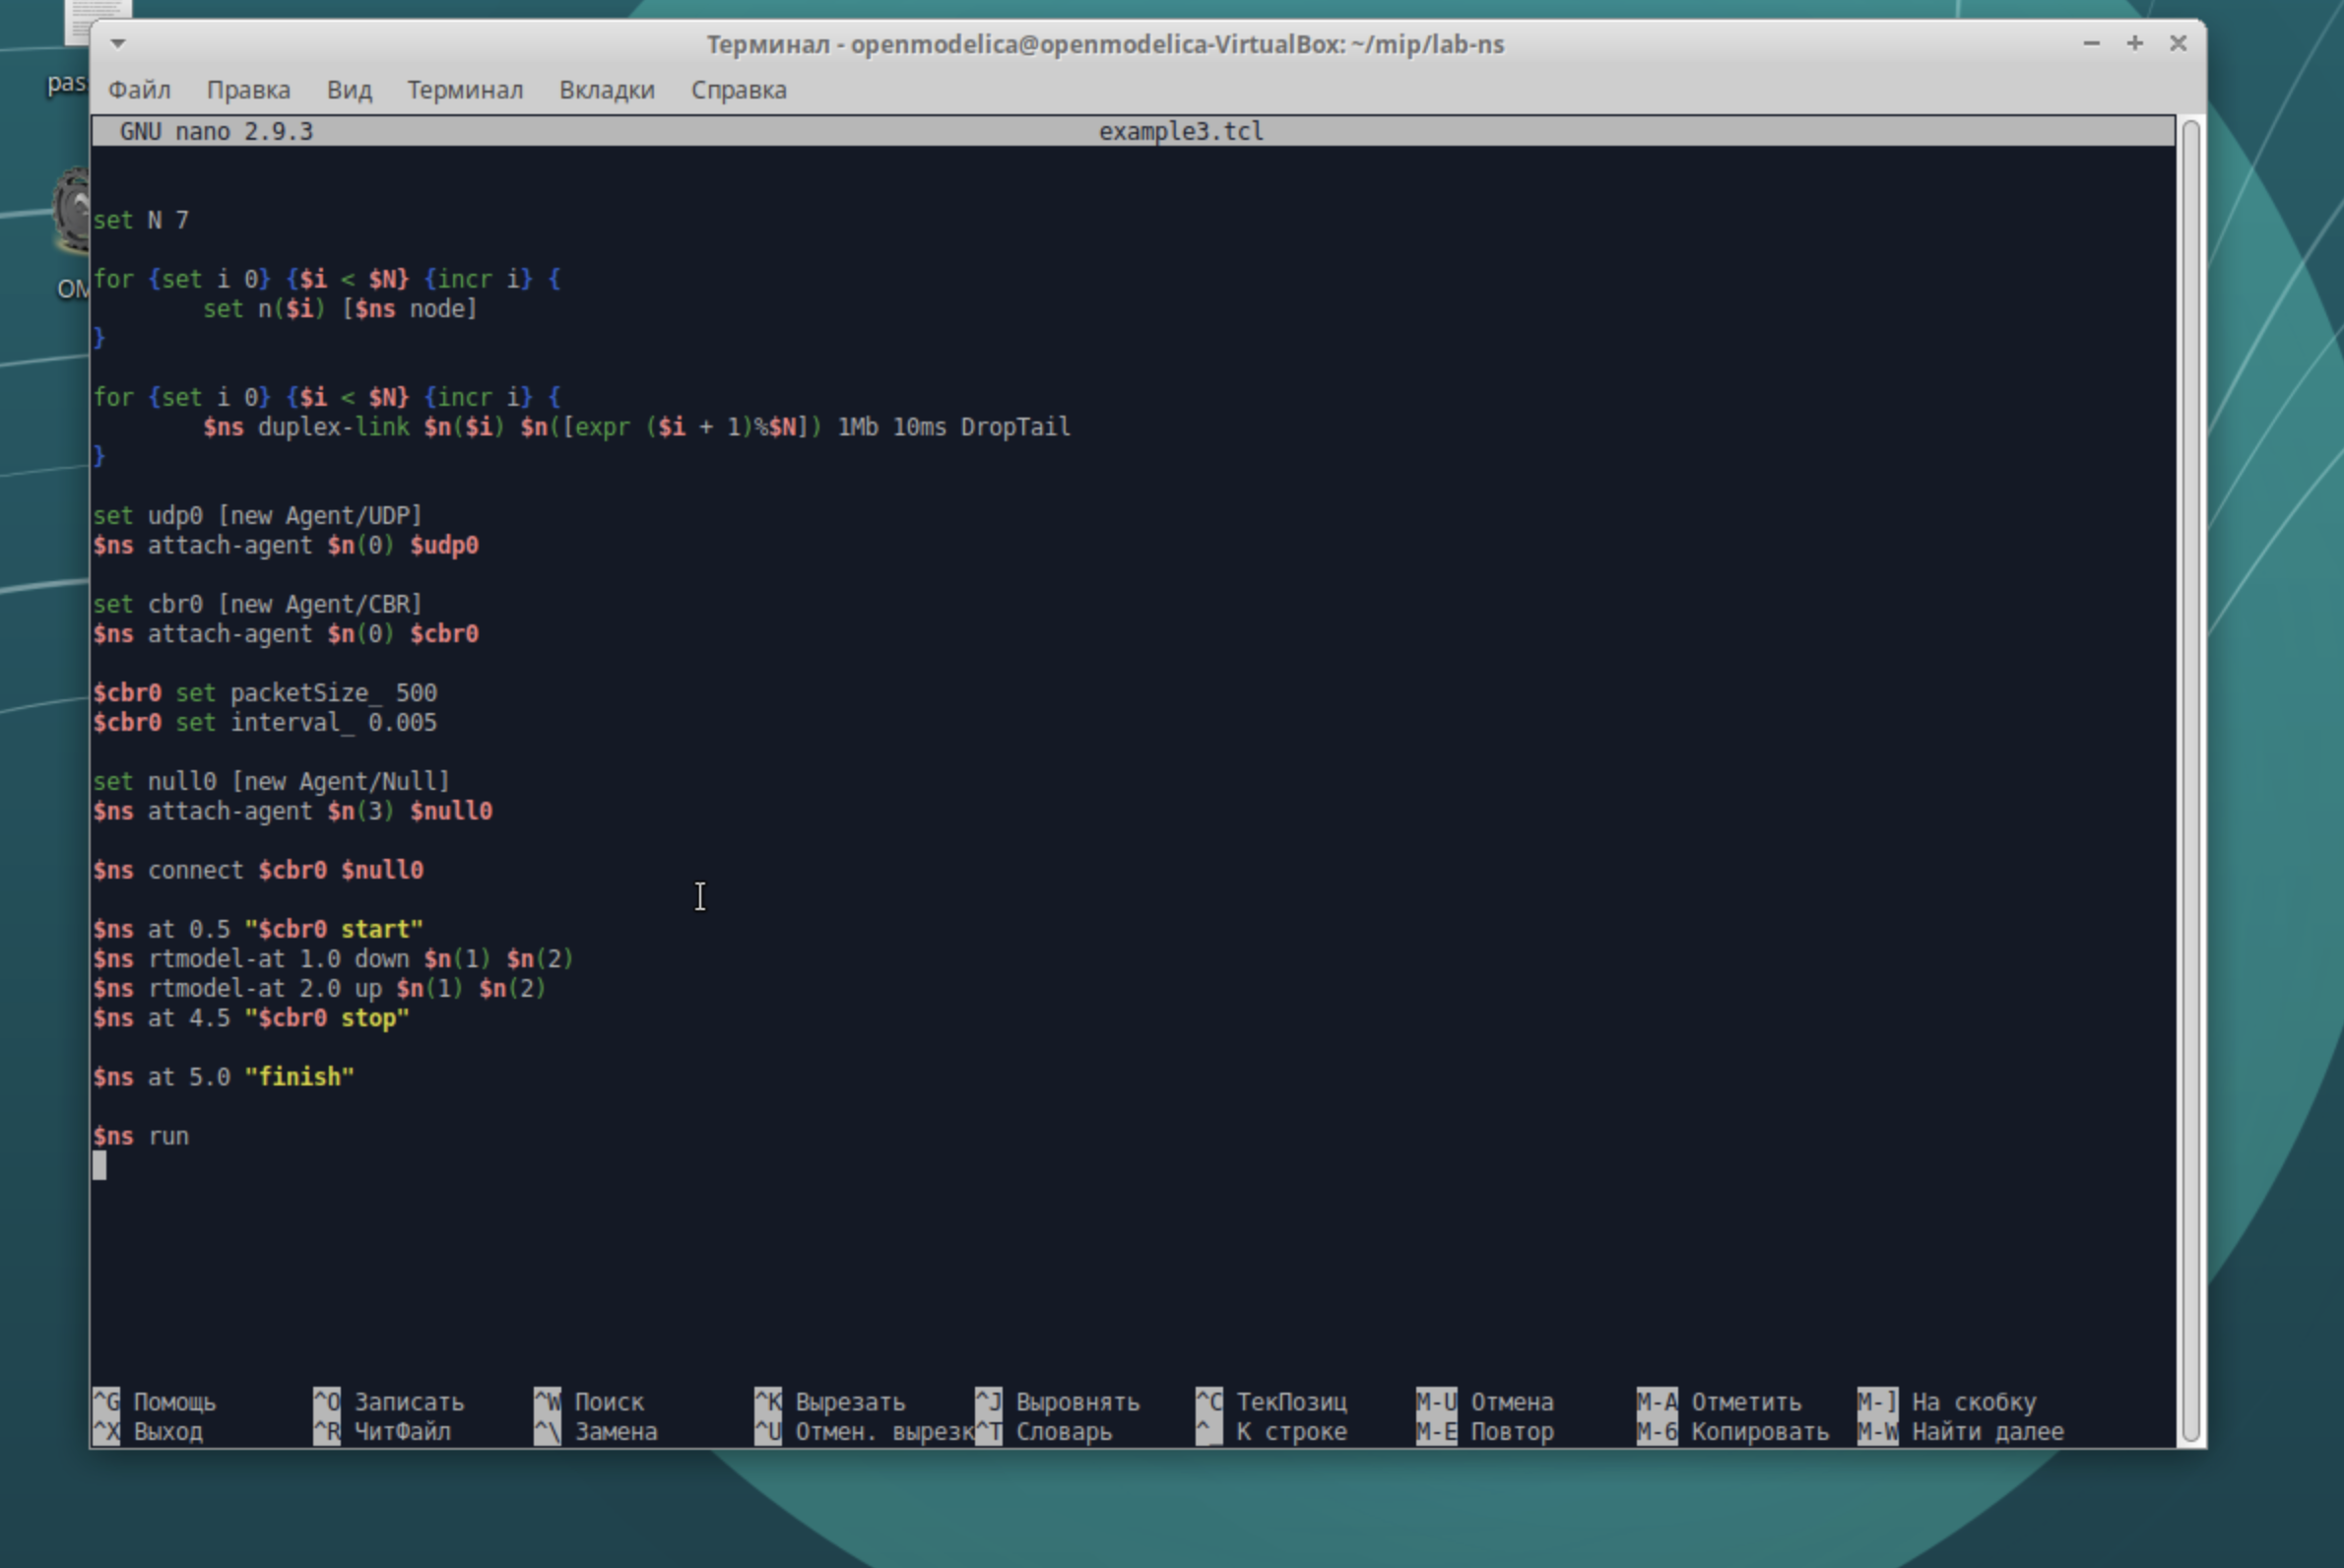 Терминал - openmodelica@openmodelica-VirtualBox: ~/mip/lab-ns
Файл Правка Вид Терминал Вкладки Справка
GNU nano 2.9.3 example3.tcl
set N 7
for {set i 0} {$i < $N} {incr i} {
set n($i) [$ns node]
}
for {set i 0} {$i < $N} {incr i} {
$ns duplex-link $n($i) $n([expr ($i + 1)%$N]) 1Mb 10ms DropTail
}
set udp0 [new Agent/UDP]
$ns attach-agent $n(0) $udp0
set cbr0 [new Agent/CBR]
$ns attach-agent $n(0) $cbr0
$cbr0 set packetSize_ 500
$cbr0 set interval_ 0.005
set null0 [new Agent/Null]
$ns attach-agent $n(3) $null0
$ns connect $cbr0 $null0
$ns at 0.5 "$cbr0 start"
$ns rtmodel-at 1.0 down $n(1) $n(2)
$ns rtmodel-at 2.0 up $n(1) $n(2)
$ns at 4.5 "$cbr0 stop"
$ns at 5.0 "finish"
$ns run
^G Помощь ^O Записать ^W Поиск ^K Вырезать ^J Выровнять ^C ТекПозиц M-U Отмена M-A Отметить M-] На скобку
^X Выход ^R ЧитФайл ^\ Замена ^U Отмен. вырезк ^T Словарь ^_ К строке M-E Повтор M-6 Копировать M-W Найти далее